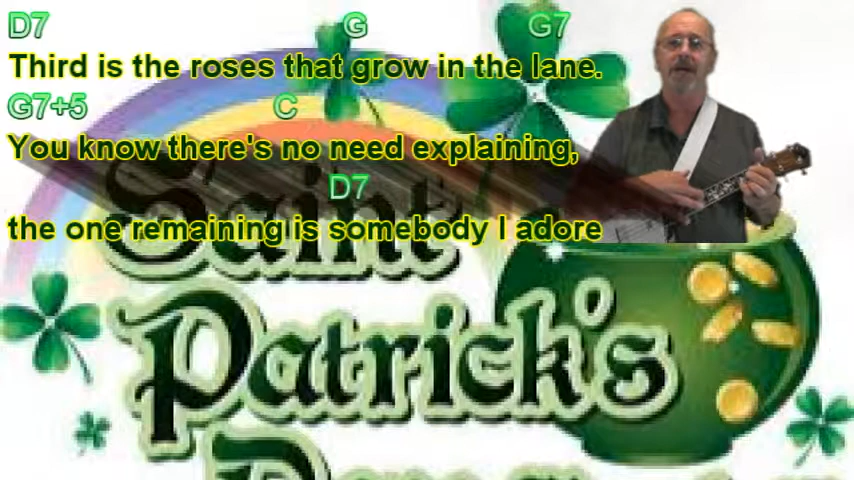 D7 G G7
Third is the roses that grow in the lane.
G7+5 C
You know there's no need explaining,
D7
the one remaining is somebody I adore
Saint
Patrick's